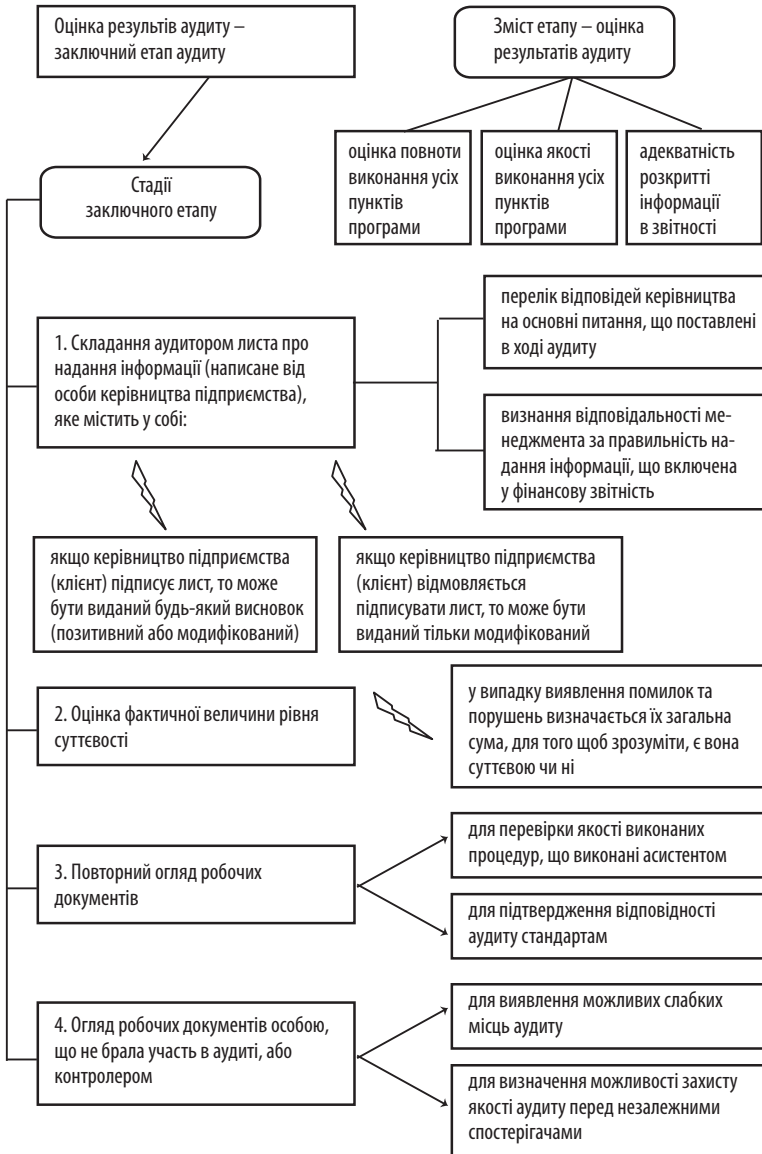 Оцінка результів аудиту –
заключний етап аудиту
Зміст етапу – оцінка
результатів аудиту
Стадії
заключного етапу
оцінка повноти
виконання усіх
пунктів
програми
оцінка якості
виконання усіх
пунктів
програми
адекватність
розкритті
інформації
в звітності
1. Складання аудитором листа про
надання інформації (написане від
особи керівництва підприємства),
яке містить у собі:
перелік відповідей керівництва
на основні питання, що поставлені
в ході аудиту
визнання відповідальності ме-
неджмента за правильність на-
дання інформації, що включена
у фінансову звітність
якщо керівництво підприємства
(клієнт) підписує лист, то може
бути виданий будь-який висновок
(позитивний або модифікований)
якщо керівництво підприємства
(клієнт) відмовляється
підписувати лист, то може бути
виданий тільки модифікований
2. Оцінка фактичної величини рівня
суттєвості
у випадку виявлення помилок та
порушень визначається їх загальна
сума, для того щоб зрозуміти, є вона
суттєвою чи ні
3. Повторний огляд робочих
документів
для перевірки якості виконаних
процедур, що виконані асистентом
для підтвердження відповідності
аудиту стандартам
4. Огляд робочих документів особою,
що не брала участь в аудиті, або
контролером
для виявлення можливих слабких
місць аудиту
для визначення можливості захисту
якості аудиту перед незалежними
спостерігачами